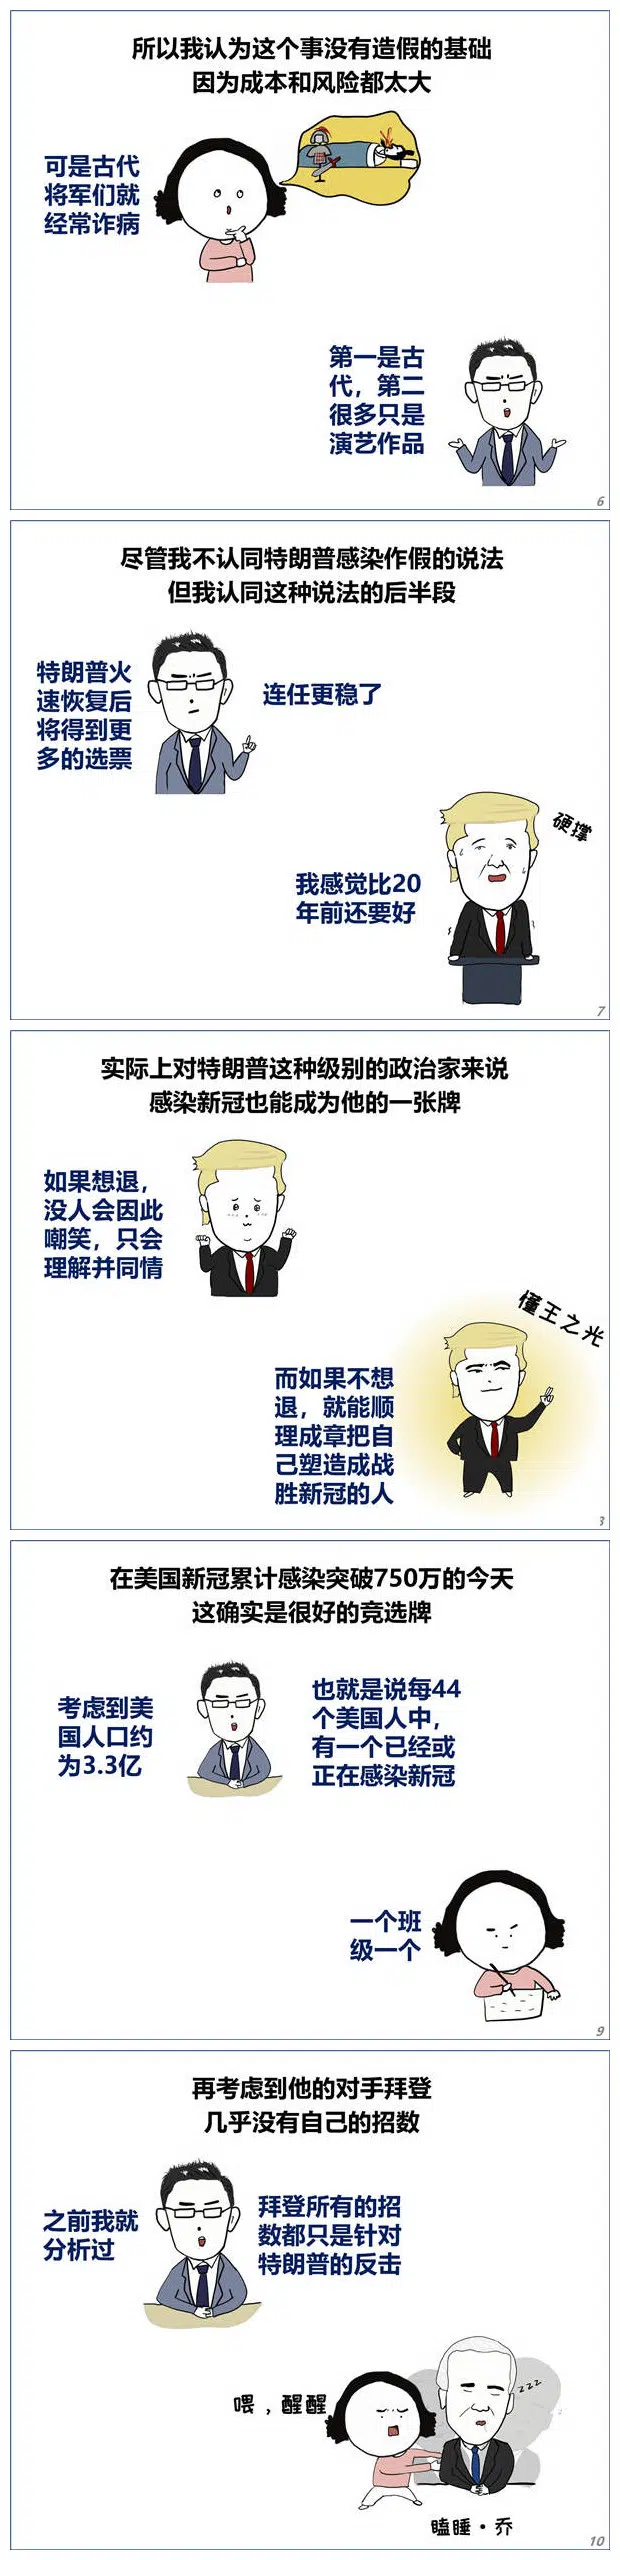 所以我认为这个事没有造假的基础
因为成本和风险都太大
可是古代
将军们就
经常诈病
第一是古
代，第二
很多只是
演艺作品
6
尽管我不认同特朗普感染作假的说法
但我认同这种说法的后半段
特朗普火
速恢复后
将得到更
多的选票
连任更稳了
硬撑
我感觉比20
年前还要好
7
实际上对特朗普这种级别的政治家来说
感染新冠也能成为他的一张牌
如果想退，
没人会因此
嘲笑，只会
理解并同情
懂王之光
而如果不想
退，就能顺
理成章把自
己塑造成战
胜新冠的人
在美国新冠累计感染突破750万的今天
这确实是很好的竞选牌
考虑到美
国人口约
为3.3亿
也就是说每44
个美国人中，
有一个已经或
正在感染新冠
一个班
级一个
9
再考虑到他的对手拜登
几乎没有自己的招数
之前我就
分析过
拜登所有的招
数都只是针对
特朗普的反击
zzz
喂，醒醒
瞌睡·乔
10